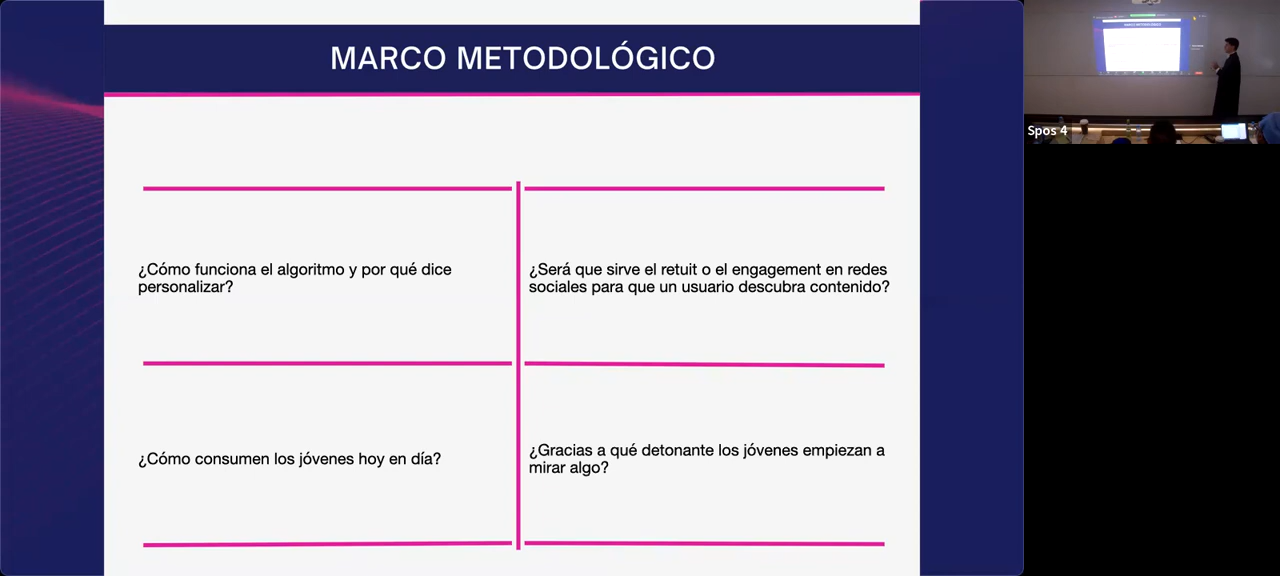 MARCO METODOLÓGICO
¿Cómo funciona el algoritmo y por qué dice
personalizar?
¿Será que sirve el retuit o el engagement en redes
sociales para que un usuario descubra contenido?
¿Cómo consumen los jóvenes hoy en día?
¿Gracias a qué detonante los jóvenes empiezan a
mirar algo?
Spos 4